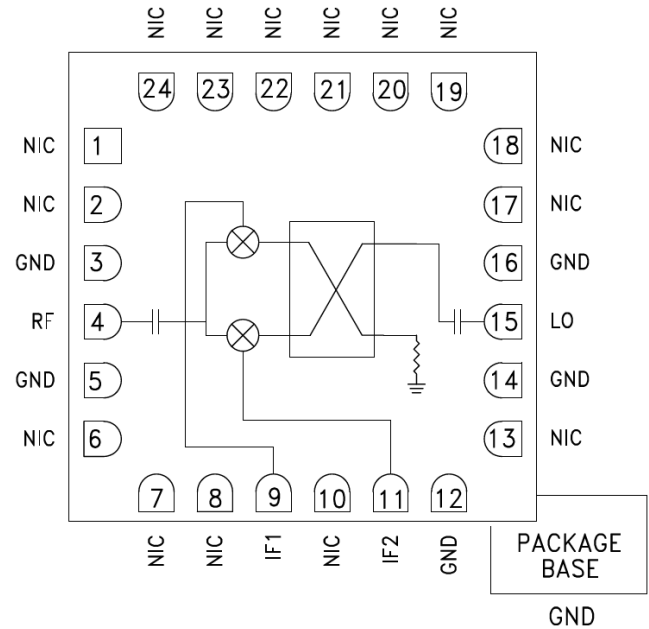 NIC NIC NIC NIC NIC NIC
24 23 22 21 20 19
NIC 1 18 NIC
NIC 2 17 NIC
GND 3 16 GND
RF 4 15 LO
GND 5 14 GND
NIC 6 13 NIC
7 8 9 10 11 12
NIC NIC IF1 NIC IF2 GND
PACKAGE
BASE
GND